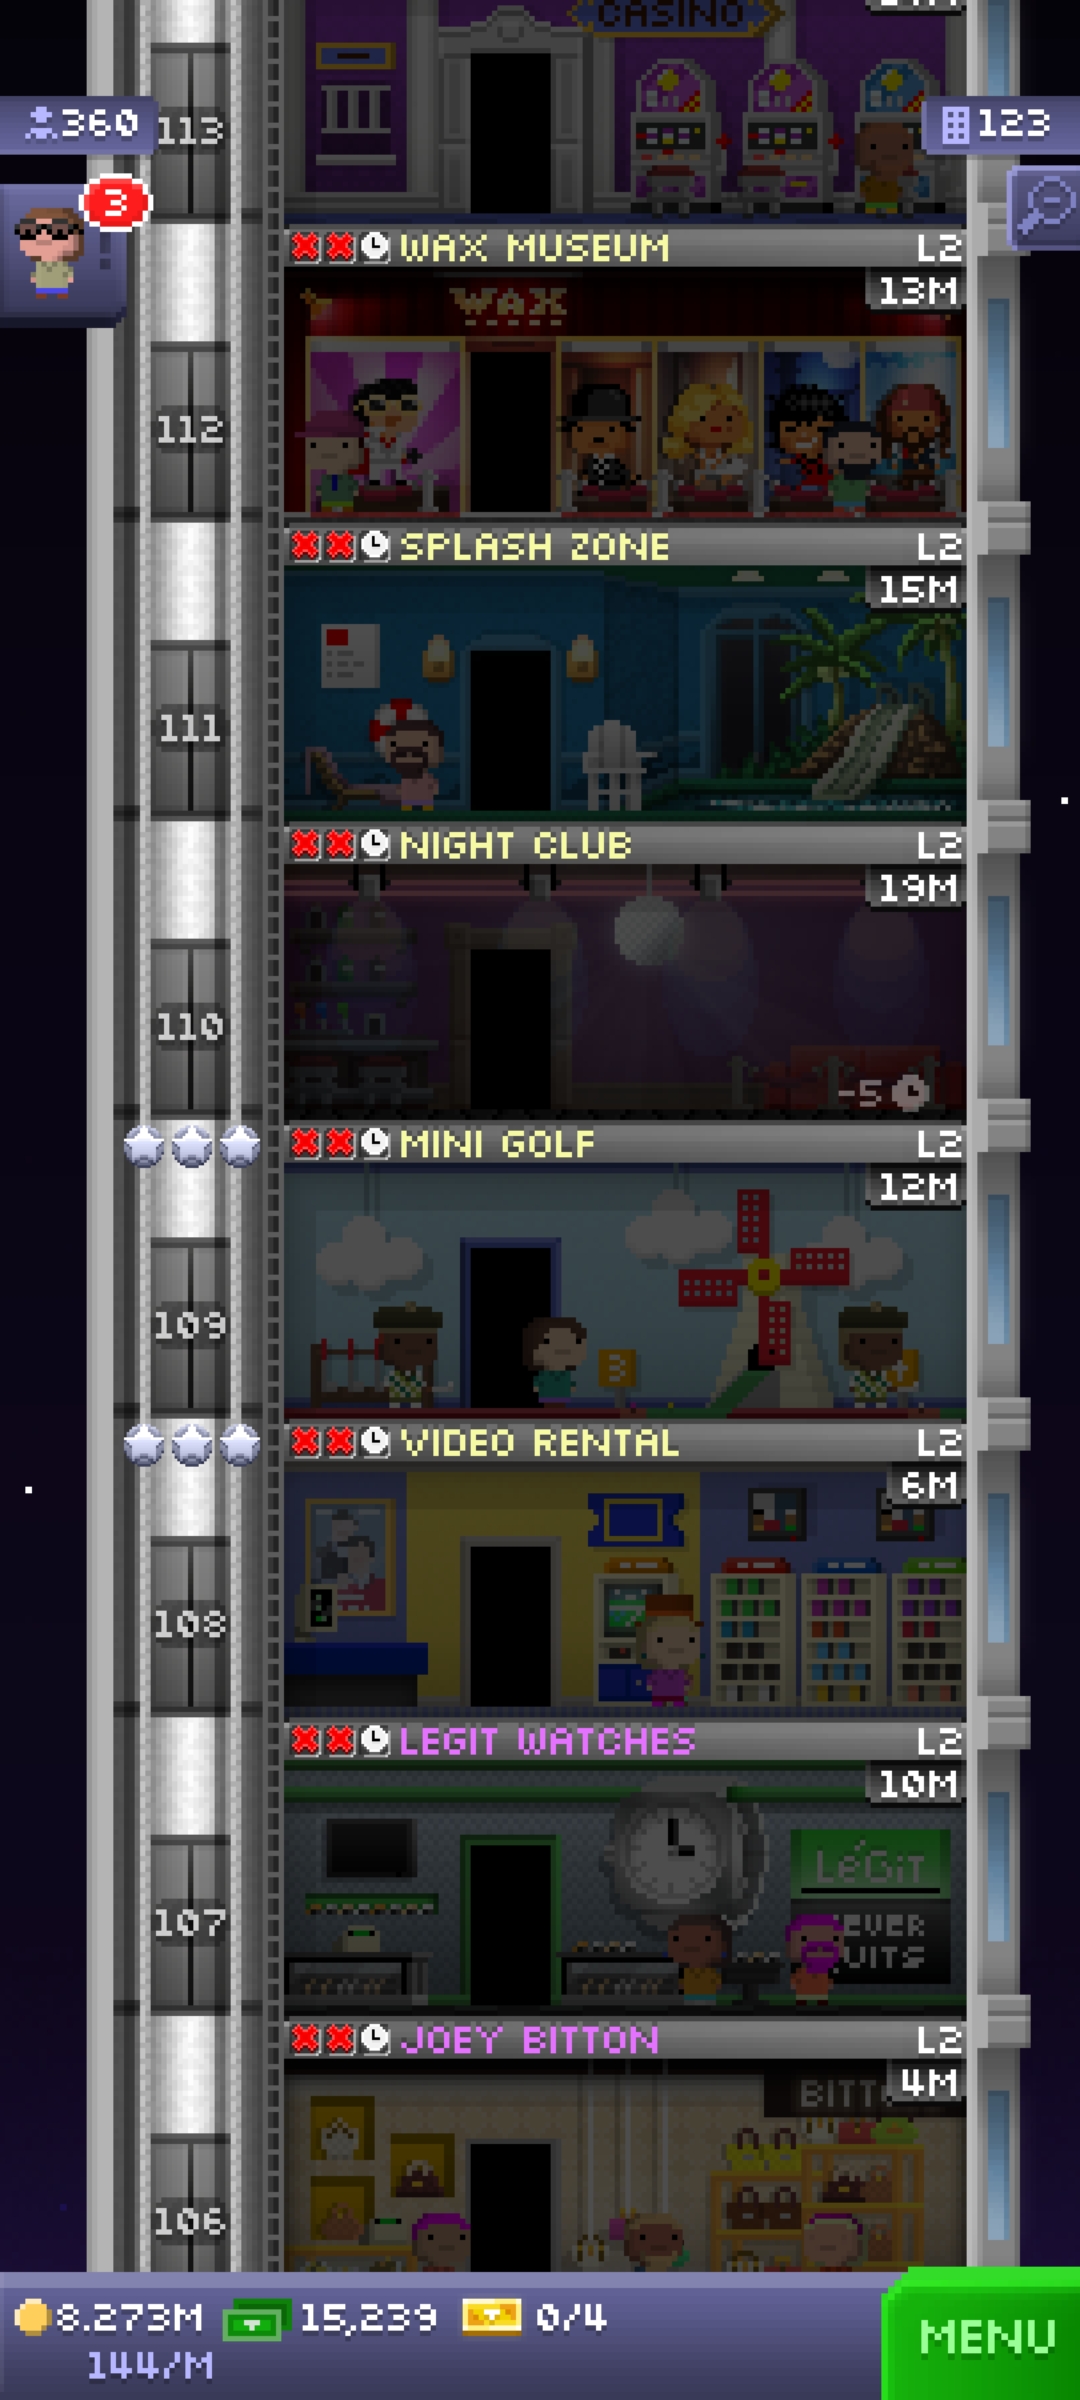 CASINO
360
113
123
3
WAX MUSEUM L2
13M
WAX
112
SPLASH ZONE L2
15M
111
NIGHT CLUB L2
19M
110
-5
MINI GOLF L2
12M
109
3
VIDEO RENTAL L2
6M
108
LEGIT WATCHES L2
10M
LéGiT
107
JOEY BITTON L2
4M
106
8.273M 15,239 0/4
144/M
MENU